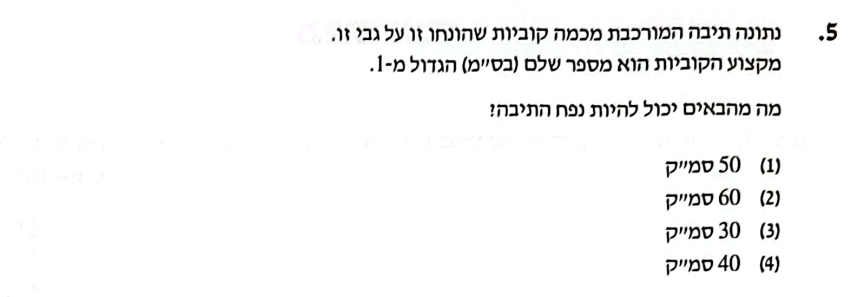 5. נתונה תיבה המורכבת מכמה קוביות שהונחו זו על גבי זו.
מקצוע הקוביות הוא מספר שלם (בס"מ) הגדול מ-1.
מה מהבאים יכול להיות נפח התיבה?
(1) 50 סמ"ק
(2) 60 סמ"ק
(3) 30 סמ"ק
(4) 40 סמ"ק